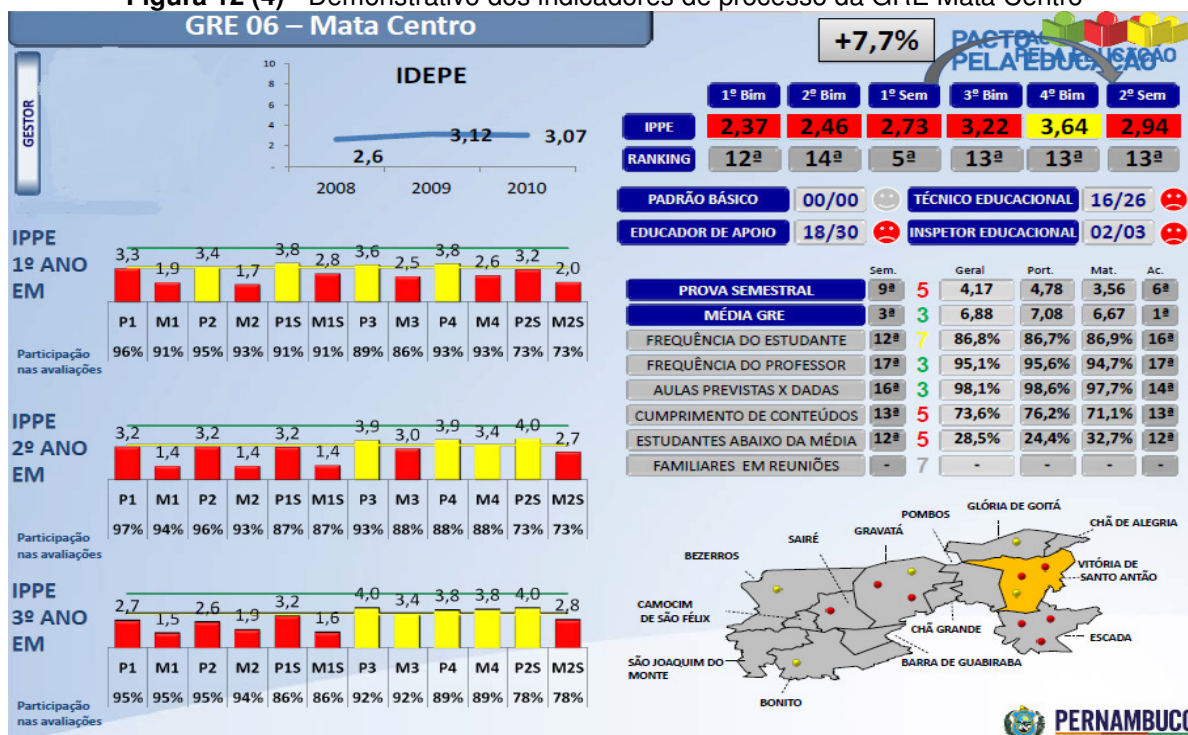 Figura 12 (4) - Demonstrativo dos indicadores de processo da GRE Mata Centro
GRE 06 – Mata Centro
+7,7%
PACTO
PELA EDUCAÇÃO
GESTOR
IDEPE
10
8
6
4
2
-
2,6
3,12
3,07
2008 2009 2010
1º Bim 2º Bim 1º Sem 3º Bim 4º Bim 2º Sem
IPPE 2,37 2,46 2,73 3,22 3,64 2,94
RANKING 12ª 14ª 5ª 13ª 13ª 13ª
PADRÃO BÁSICO 00/00 TÉCNICO EDUCACIONAL 16/26
EDUCADOR DE APOIO 18/30 INSPETOR EDUCACIONAL 02/03
IPPE
1º ANO
EM
3,3 1,9 3,4 1,7 3,8 2,8 3,6 2,5 3,8 2,6 3,2 2,0
P1 M1 P2 M2 P1S M1S P3 M3 P4 M4 P2S M2S
Participação
nas avaliações
96% 91% 95% 93% 91% 91% 89% 86% 93% 93% 73% 73%
IPPE
2º ANO
EM
3,2 1,4 3,2 1,4 3,2 1,4 3,9 3,0 3,9 3,4 4,0 2,7
P1 M1 P2 M2 P1S M1S P3 M3 P4 M4 P2S M2S
Participação
nas avaliações
97% 94% 96% 93% 87% 87% 93% 88% 88% 88% 73% 73%
IPPE
3º ANO
EM
2,7 1,5 2,6 1,9 3,2 1,6 4,0 3,4 3,8 3,8 4,0 2,8
P1 M1 P2 M2 P1S M1S P3 M3 P4 M4 P2S M2S
Participação
nas avaliações
95% 95% 95% 94% 86% 86% 92% 92% 89% 89% 78% 78%
Sem. Geral Port. Mat. Ac.
PROVA SEMESTRAL 9ª 5 4,17 4,78 3,56 6ª
MÉDIA GRE 3ª 3 6,88 7,08 6,67 1ª
FREQUÊNCIA DO ESTUDANTE 12ª 7 86,8% 86,7% 86,9% 16ª
FREQUÊNCIA DO PROFESSOR 17ª 3 95,1% 95,6% 94,7% 17ª
AULAS PREVISTAS X DADAS 16ª 3 98,1% 98,6% 97,7% 14ª
CUMPRIMENTO DE CONTEÚDOS 13ª 5 73,6% 76,2% 71,1% 13ª
ESTUDANTES ABAIXO DA MÉDIA 12ª 5 28,5% 24,4% 32,7% 12ª
FAMILIARES EM REUNIÕES - 7 - - - -
GLÓRIA DE GOITÁ
POMBOS
CHÃ DE ALEGRIA
GRAVATÁ
SAIRÉ
BEZERROS
VITÓRIA DE
SANTO ANTÃO
CAMOCIM
DE SÃO FÉLIX
CHÃ GRANDE
ESCADA
SÃO JOAQUIM DO
MONTE
BARRA DE GUABIRABA
BONITO
PERNAMBUCO